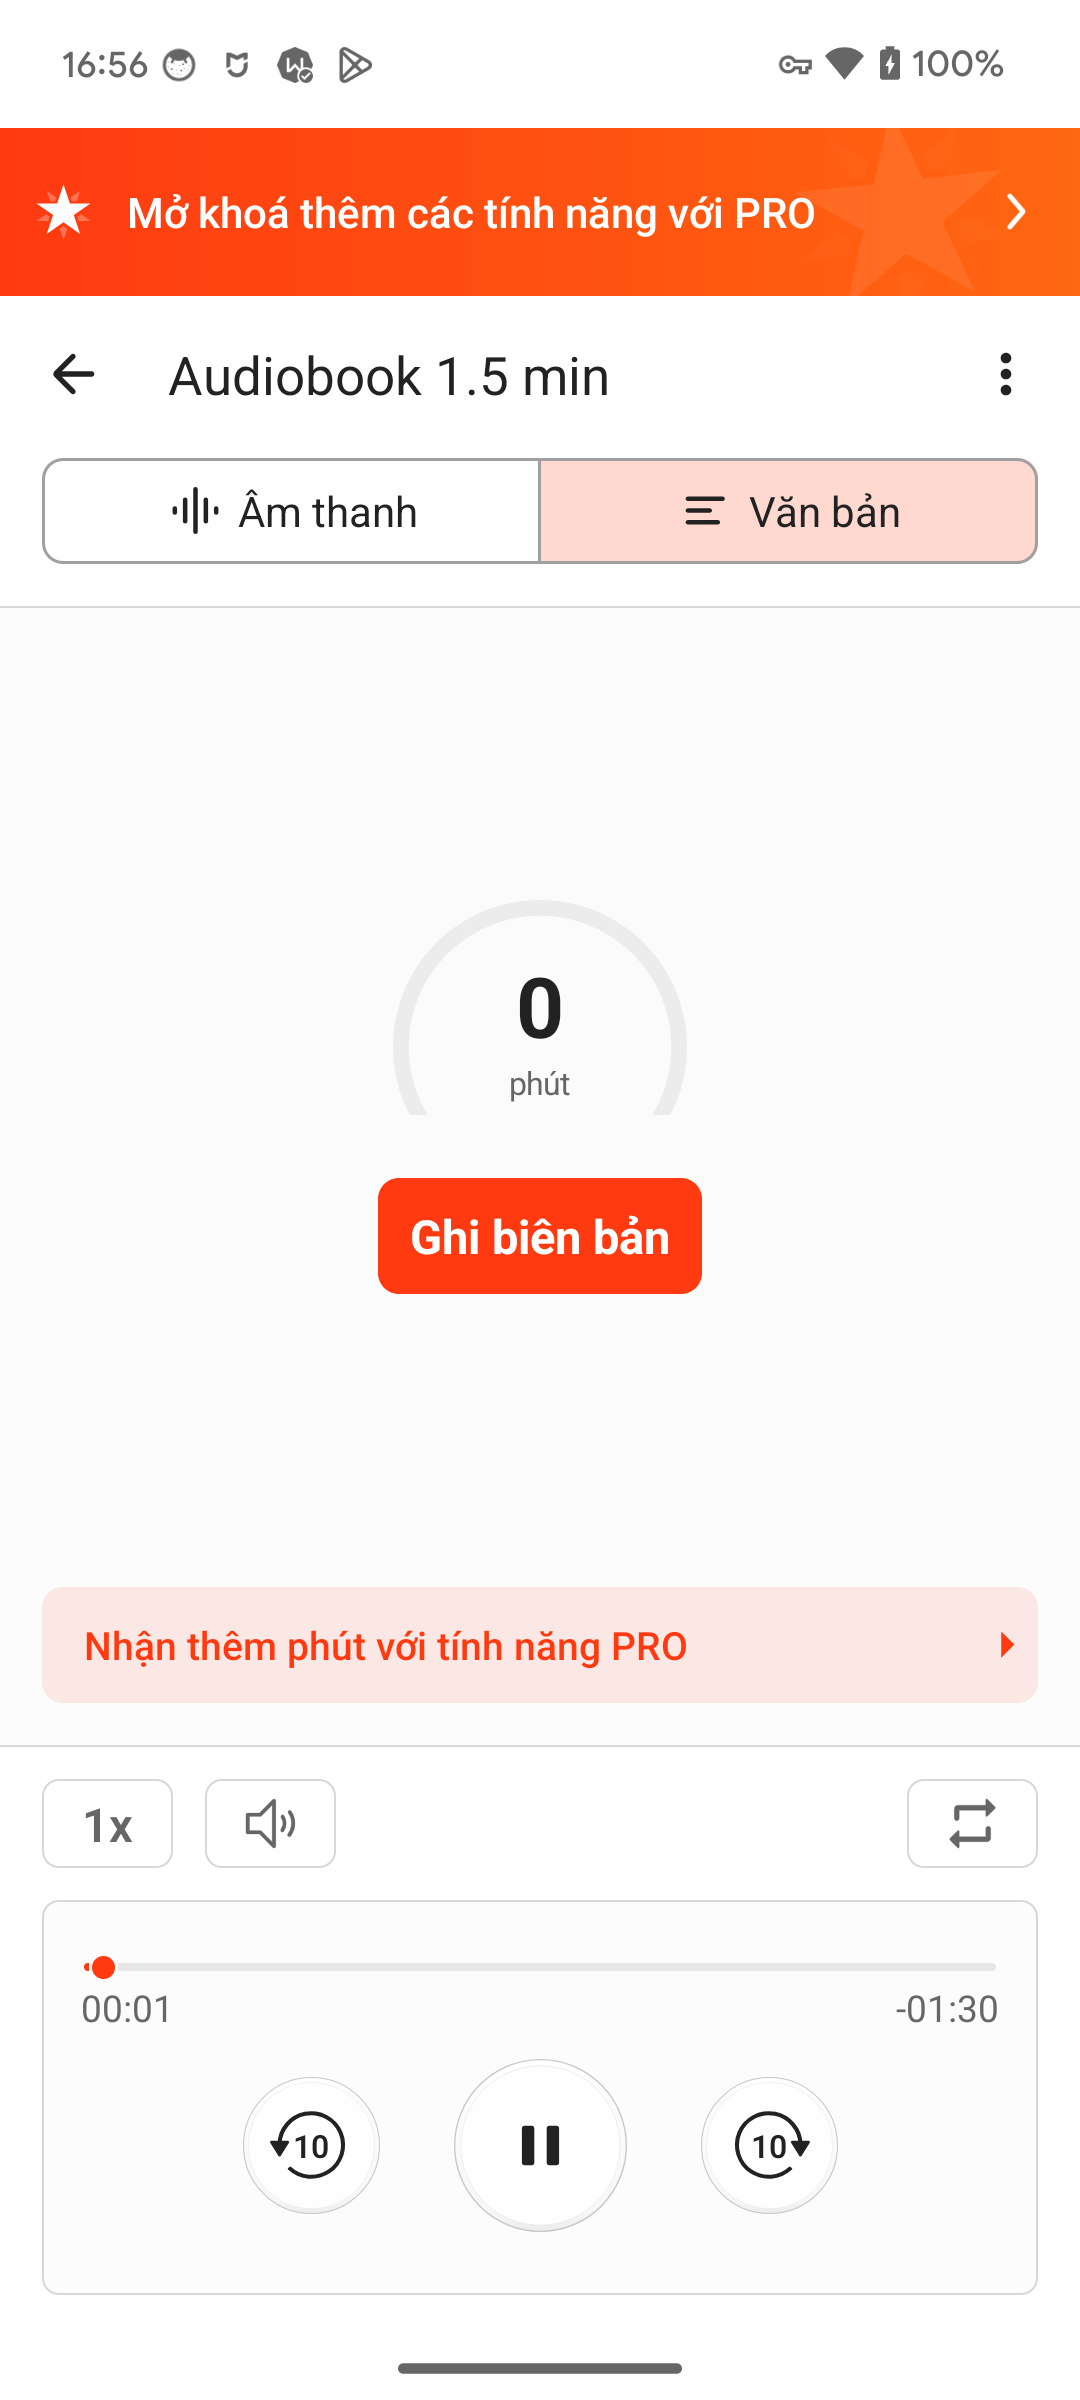 16:56
100%
Mở khoá thêm các tính năng với PRO
Audiobook 1.5 min
Âm thanh
Văn bản
0
phút
Ghi biên bản
Nhận thêm phút với tính năng PRO
1x
00:01
-01:30
10
10